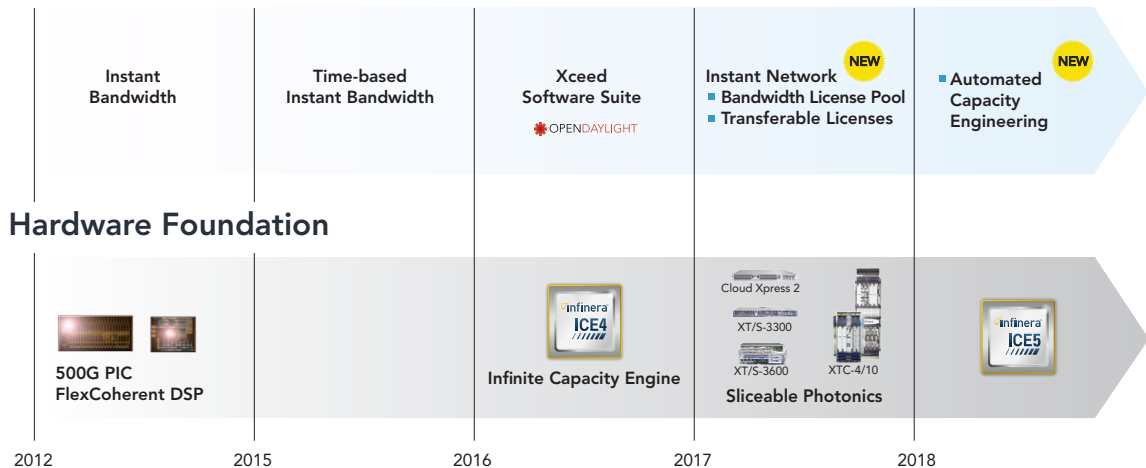 Instant
Bandwidth
Time-based
Instant Bandwidth
Xceed
Software Suite
OPENDAYLIGHT
Instant Network
NEW
Bandwidth License Pool
Transferable Licenses
NEW
Automated
Capacity
Engineering
Hardware Foundation
500G PIC
FlexCoherent DSP
infinera
ICE4
Infinite Capacity Engine
Cloud Xpress 2
XT/S-3300
XT/S-3600
XTC-4/10
Sliceable Photonics
infinera
ICE5
2012
2015
2016
2017
2018